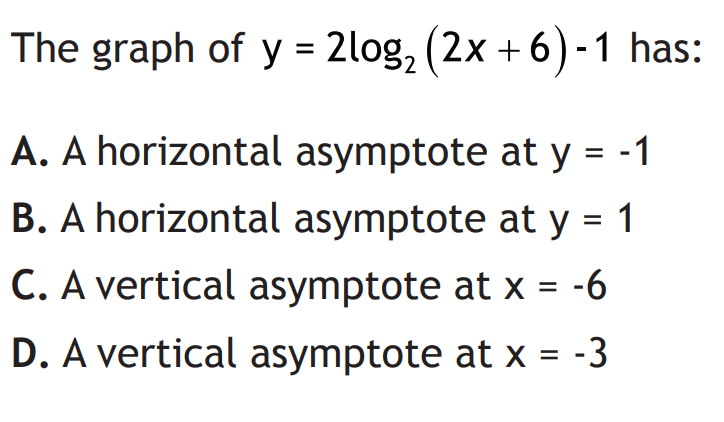 The graph of y = 2log₂ (2x + 6) - 1 has:
A. A horizontal asymptote at y = -1
B. A horizontal asymptote at y = 1
C. A vertical asymptote at x = -6
D. A vertical asymptote at x = -3